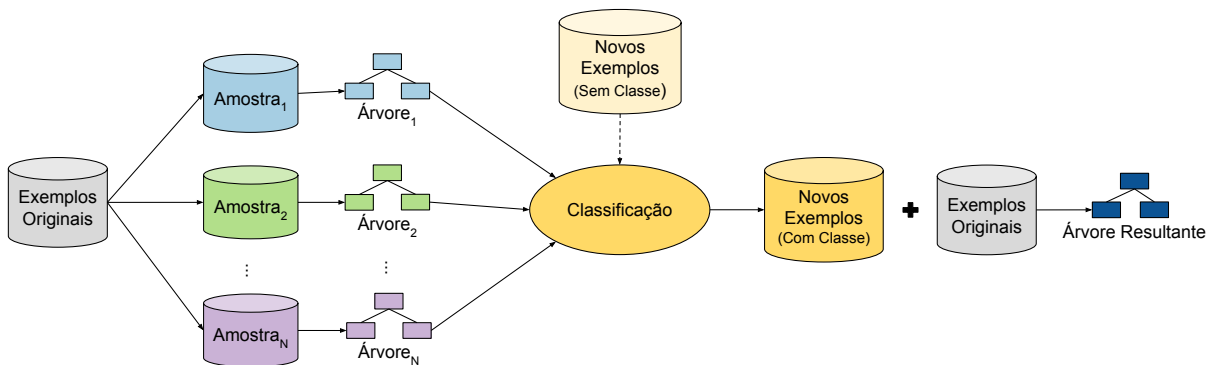 Exemplos
Originais
Amostra1
Árvore1
Amostra2
Árvore2
...
...
AmostraN
ÁrvoreN
Novos
Exemplos
(Sem Classe)
Classificação
Novos
Exemplos
(Com Classe)
+
Exemplos
Originais
Árvore Resultante